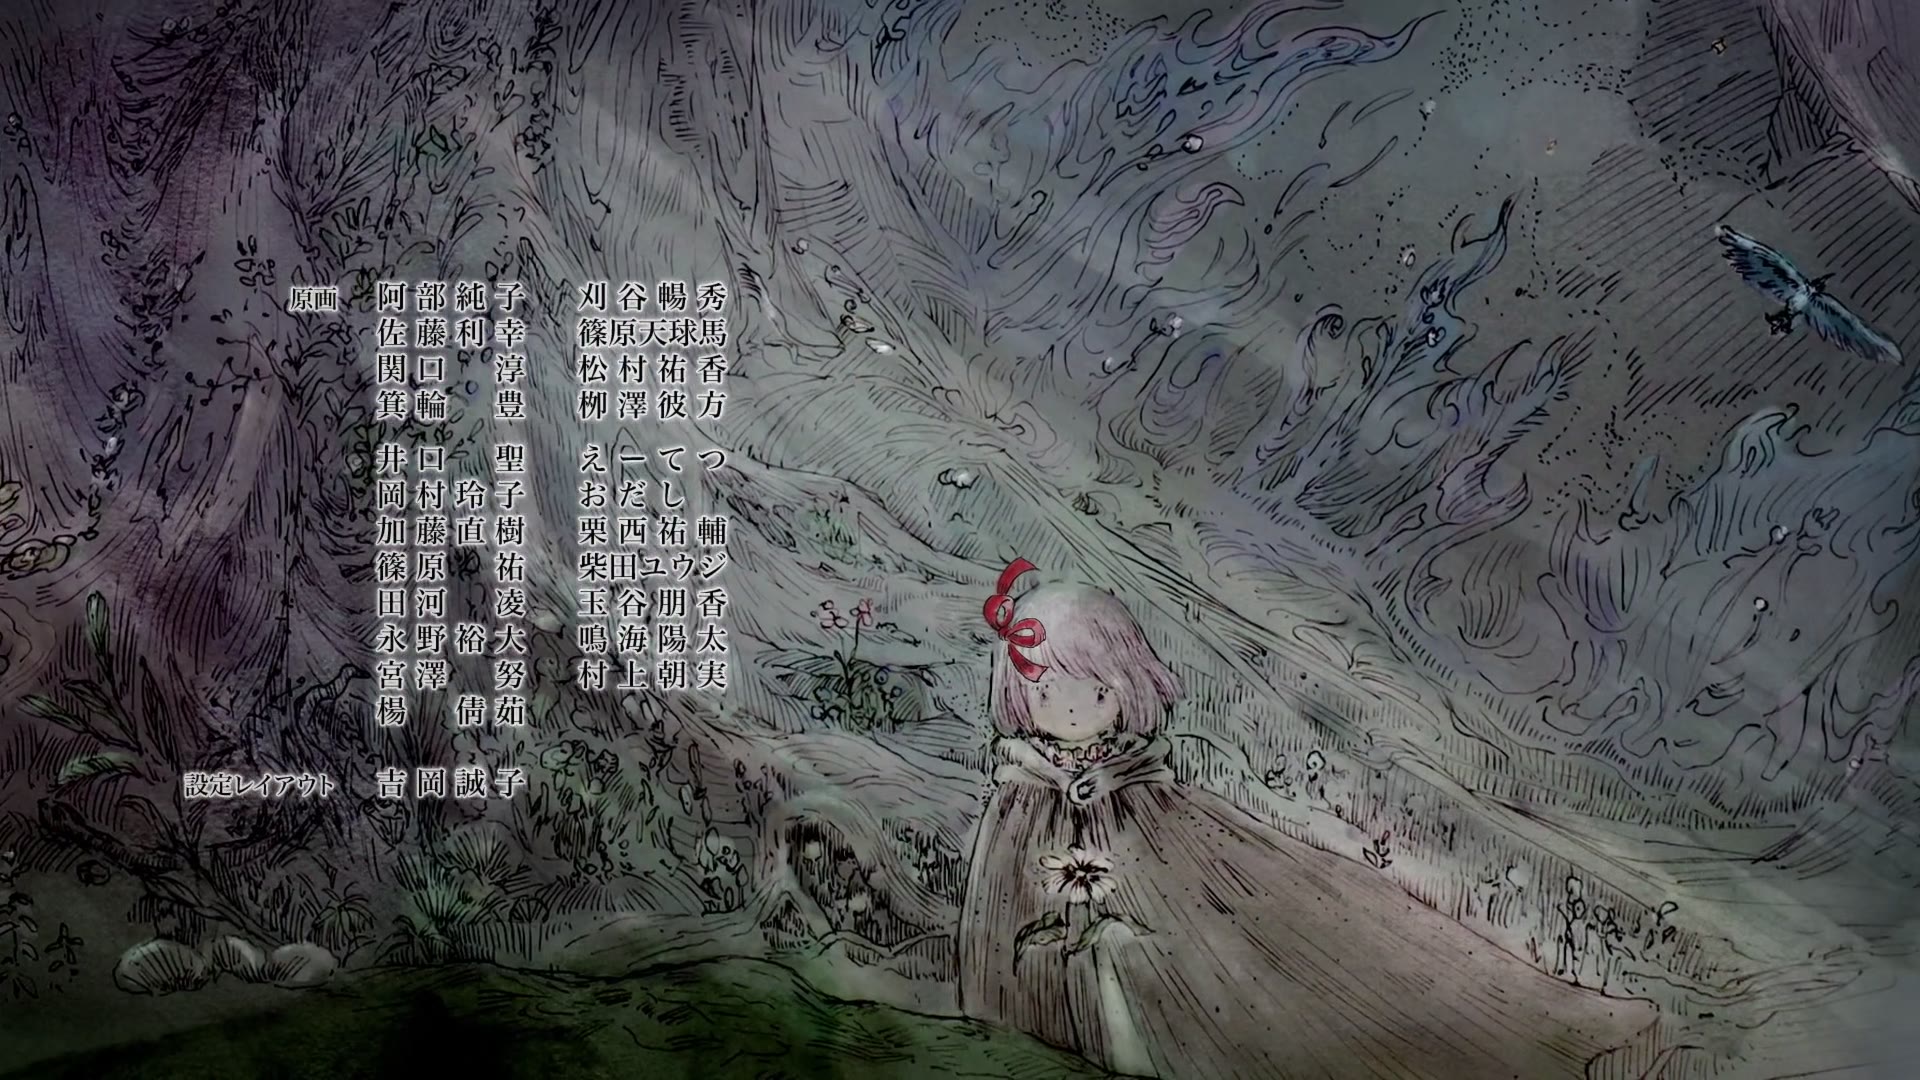 原画 阿部純子 刈谷暢秀
佐藤利幸 篠原天球馬
関口淳 松村祐香
箕輪豊 柳澤彼方
井口聖 えーてつ
岡村玲子 おだし
加藤直樹 栗西祐輔
篠原祐 柴田ユウジ
田河凌 玉谷朋香
永野裕大 鳴海陽太
宮澤努 村上朝実
楊倩茹
設定レイアウト 吉岡誠子